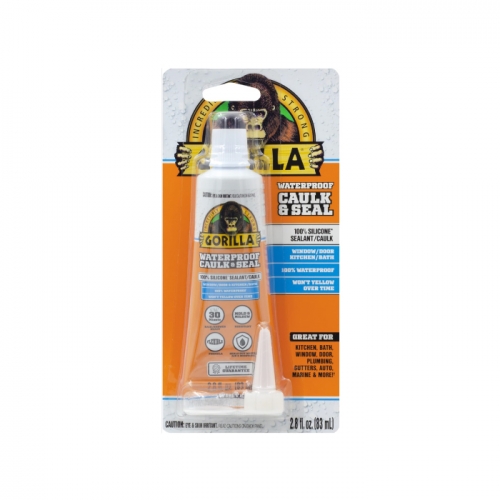 INCREDIBLY STRONG
GORILLA
WATERPROOF
CAULK
& SEAL
100% SILICONE
SEALANT/CAULK
WINDOW/DOOR
KITCHEN/BATH
100% WATERPROOF
WON'T YELLOW
OVER TIME
GREAT FOR
KITCHEN, BATH,
WINDOW, DOOR,
PLUMBING,
GUTTERS, AUTO,
MARINE & MORE!
GORILLA
WATERPROOF
CAULK & SEAL
100% SILICONE SEALANT/CAULK
30
LIFETIME
GUARANTEE
CAUTION: EYE & SKIN IRRITANT.
2.8 fl. oz. (83 mL)